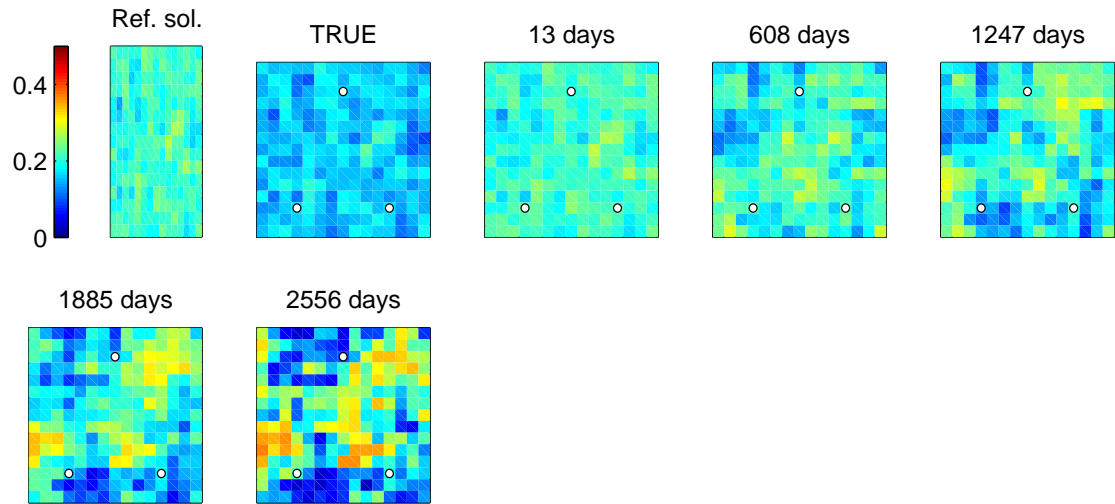 Ref. sol.
TRUE
13 days
608 days
1247 days
0.4
0.2
0
1885 days
2556 days